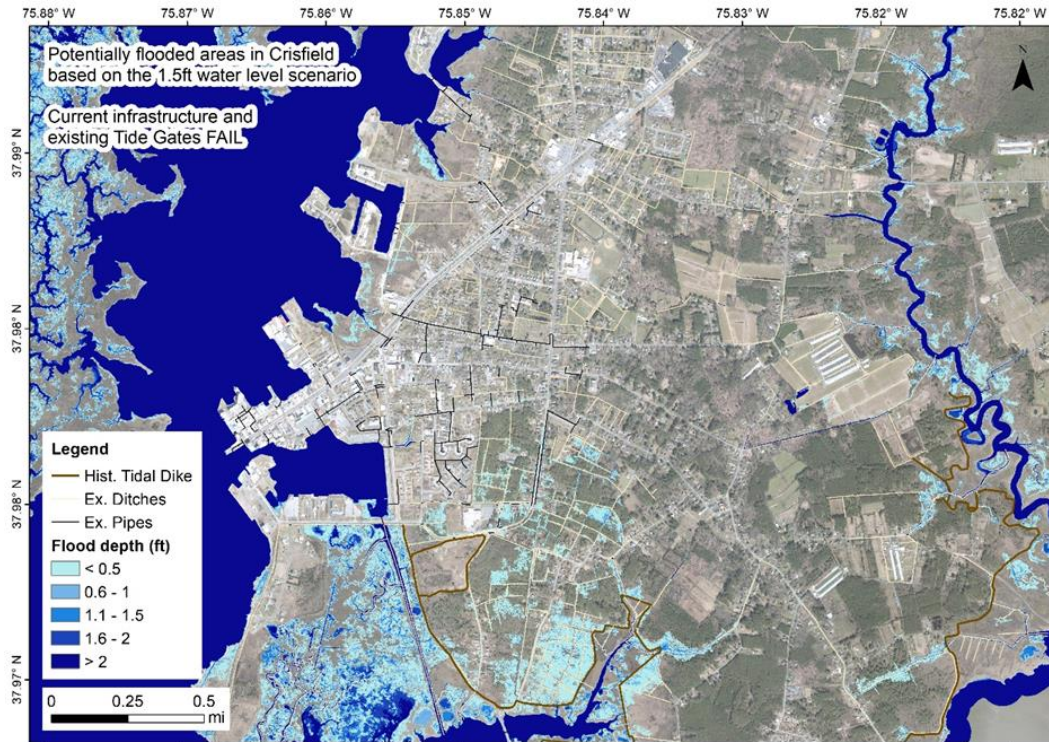 75.88° W 75.87° W 75.86° W 75.85° W 75.84° W 75.83° W 75.82° W 75.82° W
Potentially flooded areas in Crisfield
based on the 1.5ft water level scenario
Current infrastructure and
existing Tide Gates FAIL
N
37.99° N
37.98° N
37.98° N
37.97° N
Legend
Hist. Tidal Dike
Ex. Ditches
Ex. Pipes
Flood depth (ft)
< 0.5
0.6 - 1
1.1 - 1.5
1.6 - 2
> 2
0 0.25 0.5
mi